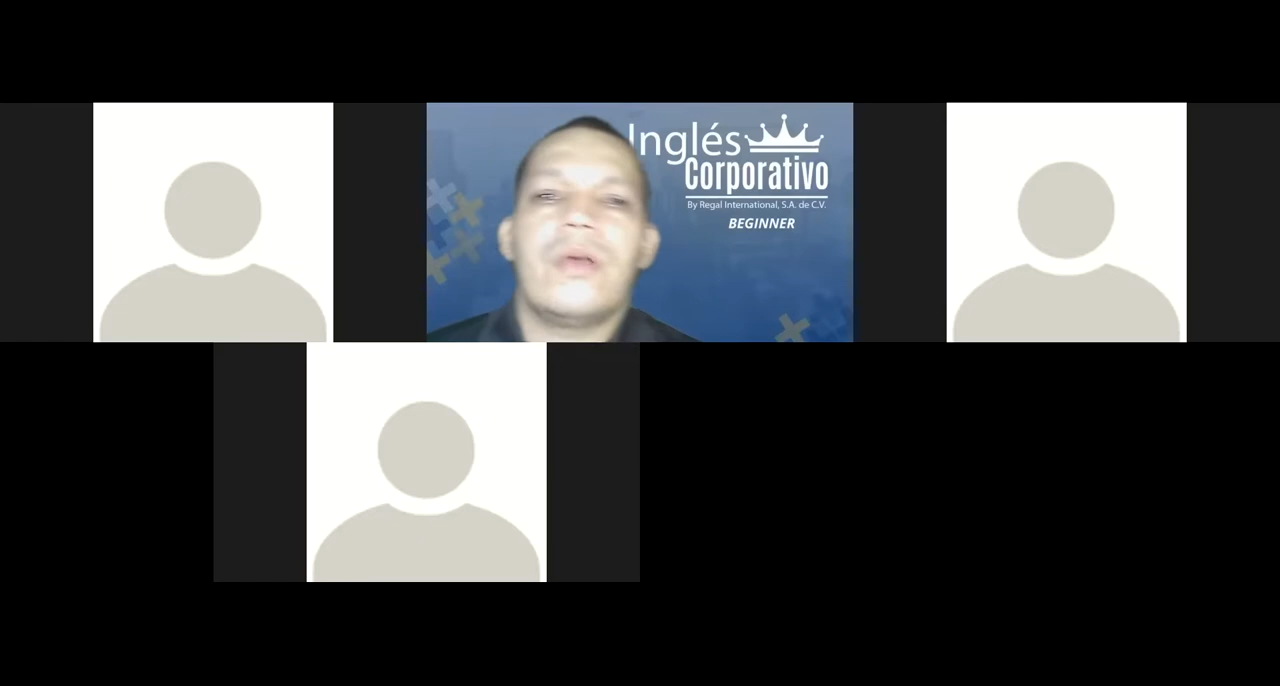 Inglés
Corporativo
By Regal International, S.A. de C.V.
BEGINNER